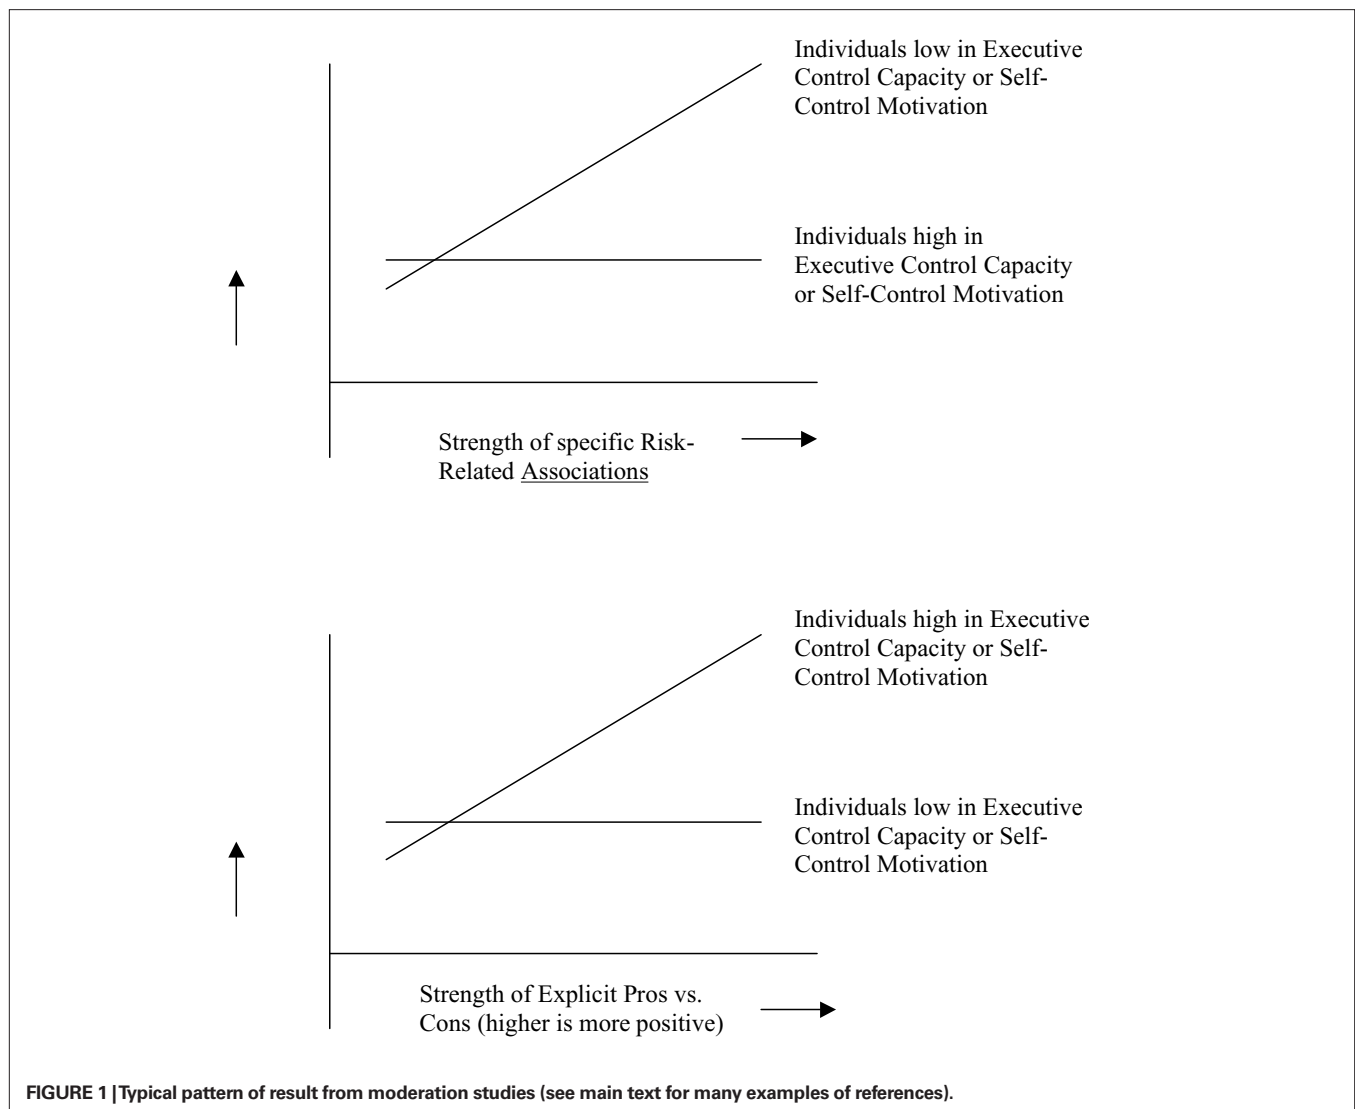 Individuals low in Executive
Control Capacity or Self-
Control Motivation
Individuals high in
Executive Control Capacity
or Self-Control Motivation
Strength of specific Risk-
Related Associations
Individuals high in Executive
Control Capacity or Self-
Control Motivation
Individuals low in Executive
Control Capacity or Self-
Control Motivation
Strength of Explicit Pros vs.
Cons (higher is more positive)
FIGURE 1 | Typical pattern of result from moderation studies (see main text for many examples of references).